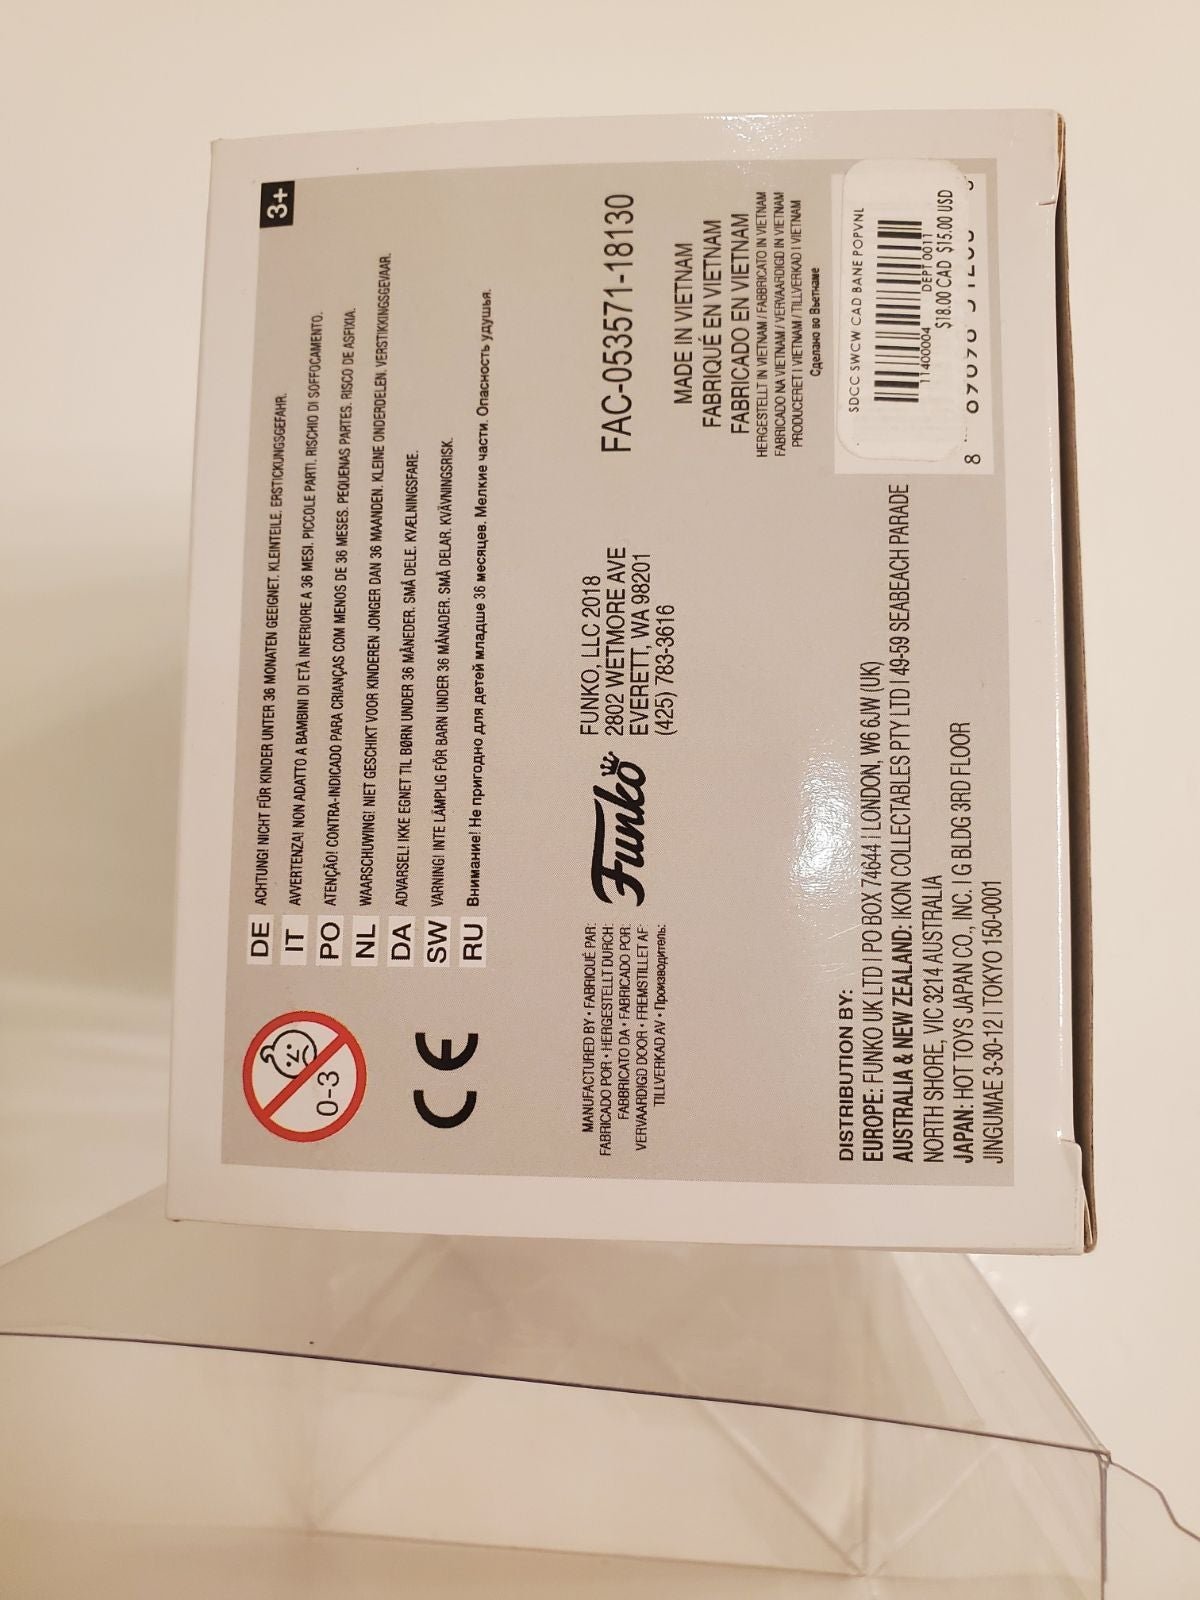 3+
DE ACHTUNG! NICHT FÜR KINDER UNTER 36 MONATEN GEEIGNET. KLEINTEILE. ERSTICKUNGSGEFAHR.
IT AVVERTENZA! NON ADATTO A BAMBINI DI ETÀ INFERIORE A 36 MESI. PICCOLE PARTI. RISCHIO DI SOFFOCAMENTO.
PO ATENÇÃO! CONTRA-INDICADO PARA CRIANÇAS COM MENOS DE 36 MESES. PEQUENAS PARTES. RISCO DE ASFIXIA.
NL WAARSCHUWING! NIET GESCHIKT VOOR KINDEREN JONGER DAN 36 MAANDEN. KLEINE ONDERDELEN. VERSTIKKINGSGEVAAR.
DA ADVARSEL! IKKE EGNET TIL BØRN UNDER 36 MÅNEDER. SMÅ DELE. KVÆLNINGSFARE.
SW VARNING! INTE LÄMPLIG FÖR BARN UNDER 36 MÅNADER. SMÅ DELAR. KVÄVNINGSRISK.
RU Внимание! Не пригодно для детей младше 36 месяцев. Мелкие части. Опасность удушья.
0-3
CE
MANUFACTURED BY • FABRIQUÉ PAR:
FABRICADO POR • HERGESTELLT DURCH:
FABBRICATO DA • FABRICADO POR:
VERVAARDIGD DOOR • FREMSTILLET AF:
TILLVERKAD AV • Производитель:
Funko
FUNKO, LLC 2018
2802 WETMORE AVE
EVERETT, WA 98201
(425) 783-3616
FAC-053571-18130
MADE IN VIETNAM
FABRIQUÉ EN VIETNAM
FABRICADO EN VIETNAM
HERGESTELLT IN VIETNAM / FABBRICATO IN VIETNAM
FABRICADO NA VIETNAM / VERVAARDIGD IN VIETNAM
PRODUCERET I VIETNAM / TILLVERKAD I VIETNAM
Сделано во Вьетнаме
SDCC SWCW CAD BANE POPVNL
11400004 DEPT 0011
$18.00 CAD $15.00 USD
8
DISTRIBUTION BY:
EUROPE: FUNKO UK LTD | PO BOX 74644 | LONDON, W6 6JW (UK)
AUSTRALIA & NEW ZEALAND: IKON COLLECTABLES PTY LTD | 49-59 SEABEACH PARADE
NORTH SHORE, VIC 3214 AUSTRALIA
JAPAN: HOT TOYS JAPAN CO., INC. | G BLDG 3RD FLOOR
JINGUMAE 3-30-12 | TOKYO 150-0001